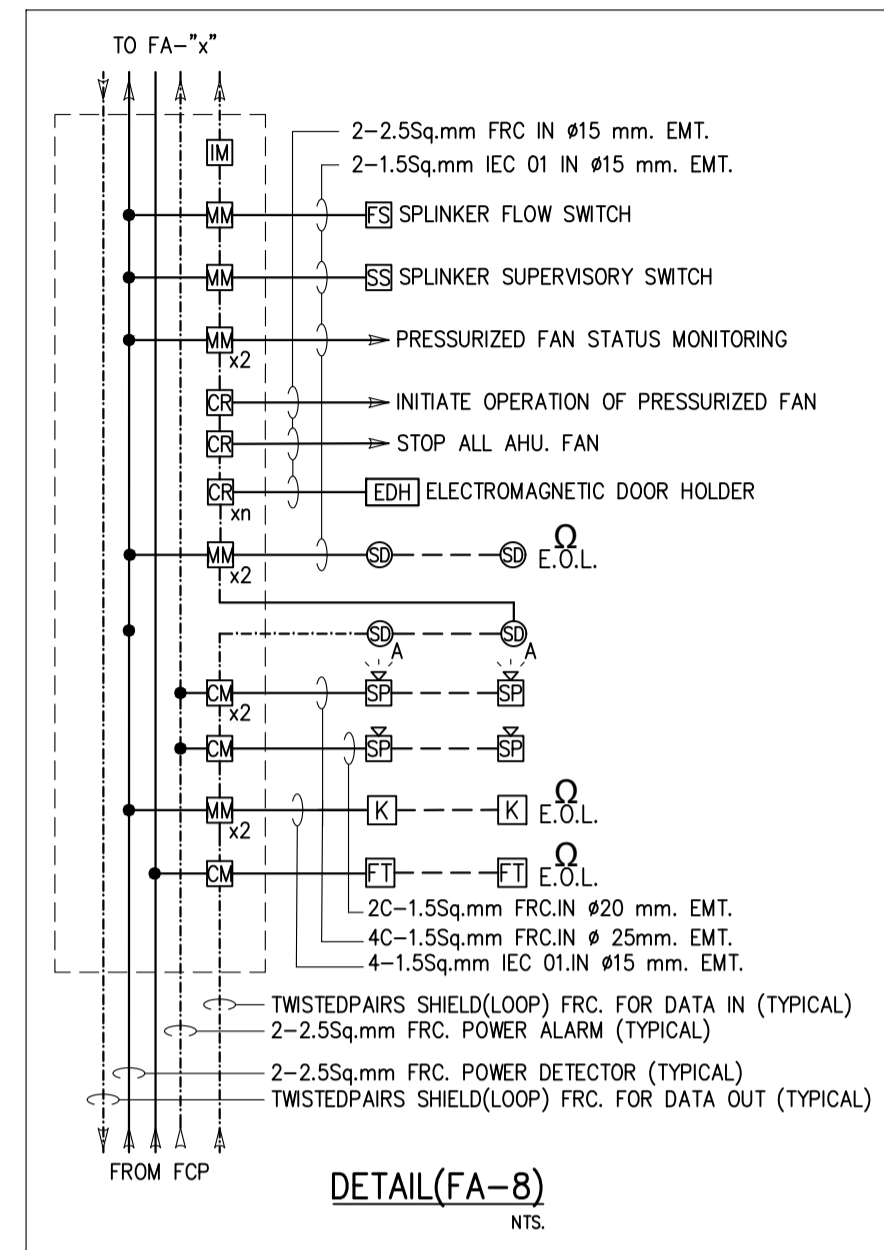 TO FA-"x"
2-2.5Sq.mm FRC IN ø15 mm. EMT.
IM
2-1.5Sq.mm IEC 01 IN ø15 mm. EMT.
MM FS SPLINKER FLOW SWITCH
MM SS SPLINKER SUPERVISORY SWITCH
MM PRESSURIZED FAN STATUS MONITORING
x2
CR INITIATE OPERATION OF PRESSURIZED FAN
CR STOP ALL AHU. FAN
CR EDH ELECTROMAGNETIC DOOR HOLDER
xn
MM SD SD Ω E.O.L.
x2
SD SD
A A
CM SP SP
x2
CM SP SP
MM K K Ω E.O.L.
x2
CM FT FT Ω E.O.L.
2C-1.5Sq.mm FRC.IN ø20 mm. EMT.
4C-1.5Sq.mm FRC.IN ø 25mm. EMT.
4-1.5Sq.mm IEC 01.IN ø15 mm. EMT.
TWISTEDPAIRS SHIELD(LOOP) FRC. FOR DATA IN (TYPICAL)
2-2.5Sq.mm FRC. POWER ALARM (TYPICAL)
2-2.5Sq.mm FRC. POWER DETECTOR (TYPICAL)
TWISTEDPAIRS SHIELD(LOOP) FRC. FOR DATA OUT (TYPICAL)
FROM FCP
DETAIL(FA-8)
NTS.